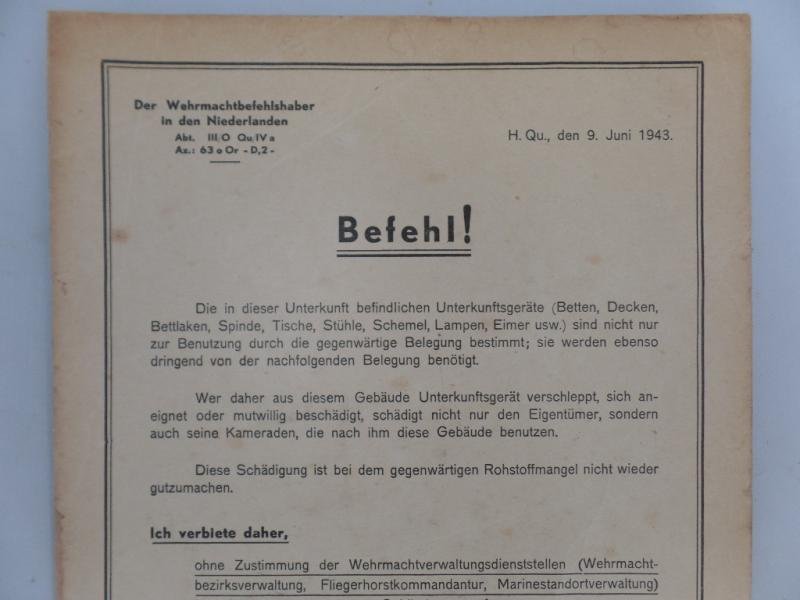 Der Wehrmachtbefehlshaber
in den Niederlanden
Abt. III/O Qu/IV a
Az.: 63 o Or - D,2 -
H. Qu., den 9. Juni 1943.
Befehl!
Die in dieser Unterkunft befindlichen Unterkunftsgeräte (Betten, Decken,
Bettlaken, Spinde, Tische, Stühle, Schemel, Lampen, Eimer usw.) sind nicht nur
zur Benutzung durch die gegenwärtige Belegung bestimmt; sie werden ebenso
dringend von der nachfolgenden Belegung benötigt.
Wer daher aus diesem Gebäude Unterkunftsgerät verschleppt, sich an-
eignet oder mutwillig beschädigt, schädigt nicht nur den Eigentümer, sondern
auch seine Kameraden, die nach ihm diese Gebäude benutzen.
Diese Schädigung ist bei dem gegenwärtigen Rohstoffmangel nicht wieder
gutzumachen.
Ich verbiete daher,
ohne Zustimmung der Wehrmachtverwaltungsdienststellen (Wehrmacht-
bezirksverwaltung, Fliegerhorstkommandantur, Marinestandortverwaltung)